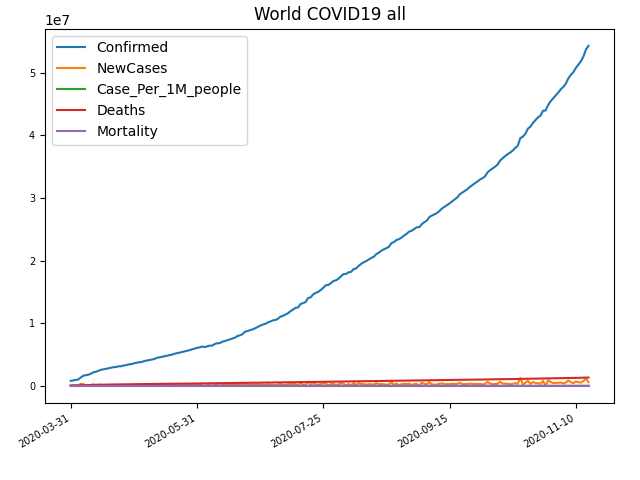 World COVID19 all
1e7
Confirmed
NewCases
Case_Per_1M_people
Deaths
Mortality
5
4
3
2
1
0
2020-03-31
2020-05-31
2020-07-25
2020-09-15
2020-11-10